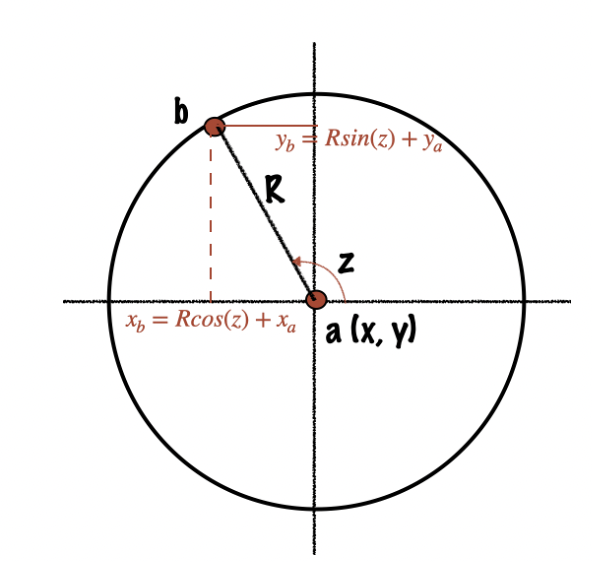 b
y_b = Rsin(z) + y_a
R
z
x_b = Rcos(z) + x_a
a (x, y)